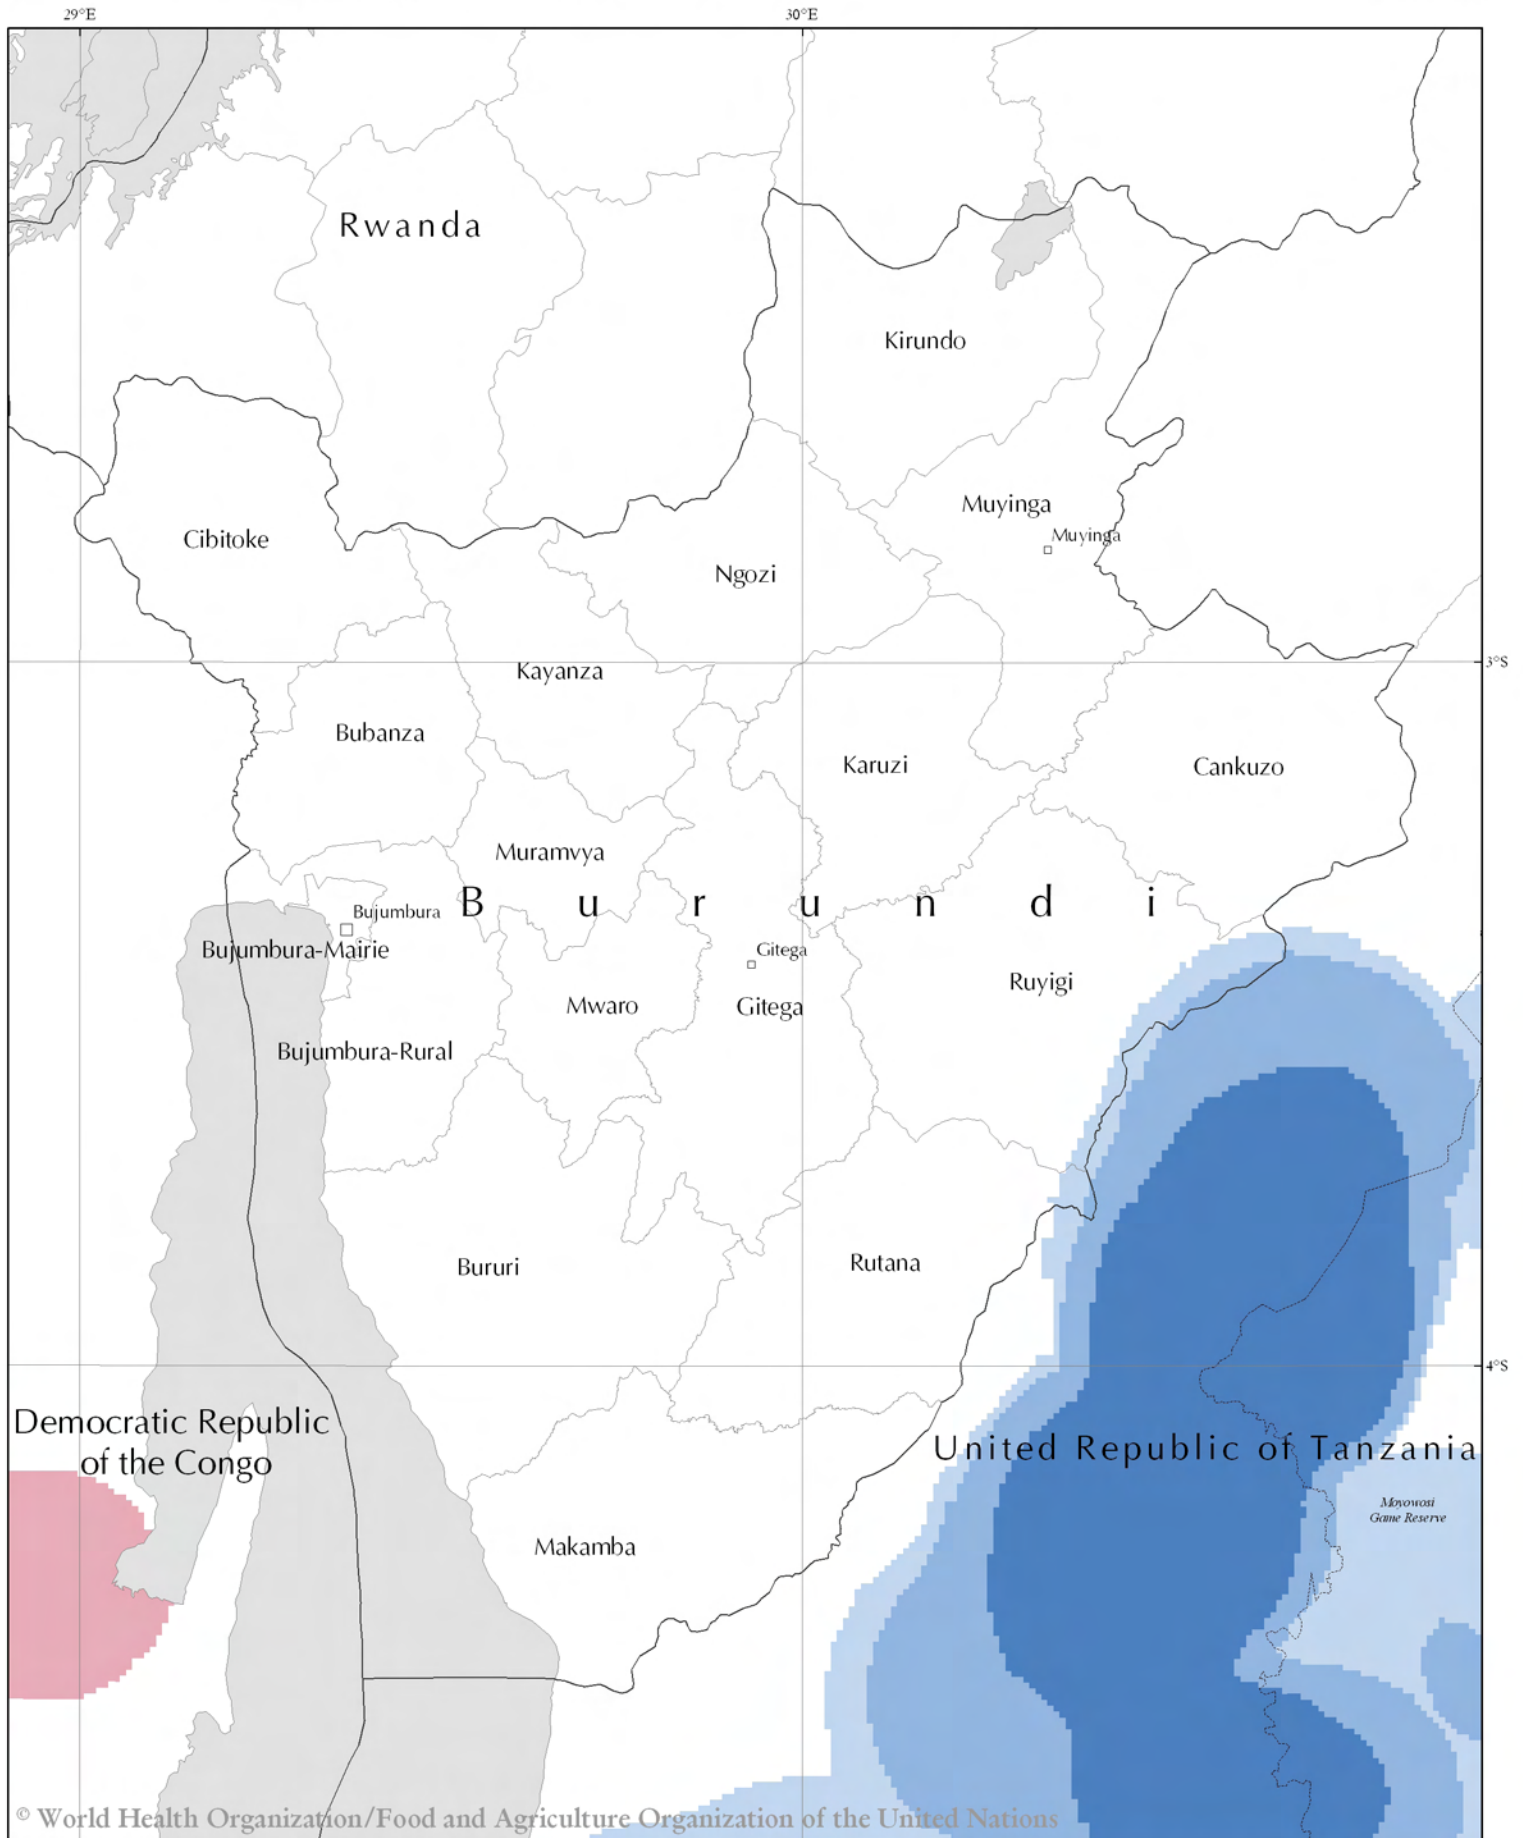 29°E
30°E
Rwanda
Kirundo
Muyinga
Muyinga
Cibitoke
Ngozi
3°S
Kayanza
Bubanza
Karuzi
Cankuzo
Muramvya
Burundi
Bujumbura
Bujumbura-Mairie
Gitega
Ruyigi
Mwaro
Gitega
Bujumbura-Rural
Bururi
Rutana
4°S
Democratic Republic
of the Congo
United Republic of Tanzania
Moyowosi
Game Reserve
Makamba
© World Health Organization/Food and Agriculture Organization of the United Nations